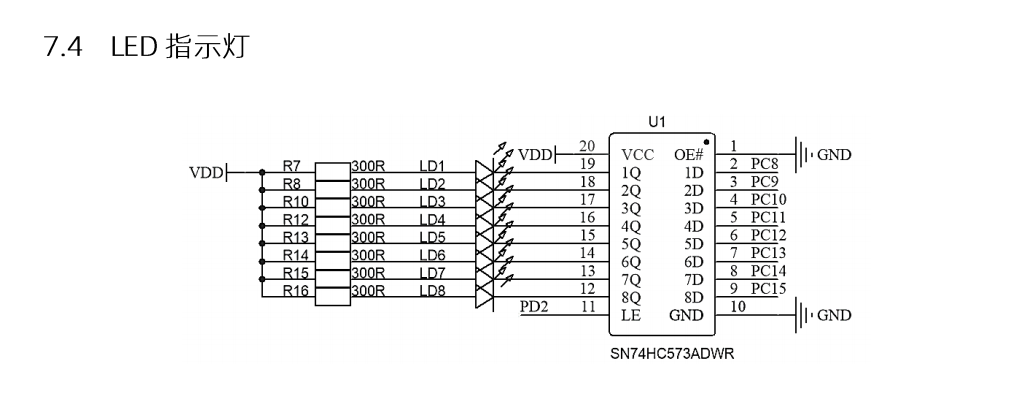 7.4 LED 指示灯
U1
VDD 20 VCC OE# 1 GND
VDD R7 300R LD1 19 1Q 1D 2 PC8
R8 300R LD2 18 2Q 2D 3 PC9
R10 300R LD3 17 3Q 3D 4 PC10
R12 300R LD4 16 4Q 4D 5 PC11
R13 300R LD5 15 5Q 5D 6 PC12
R14 300R LD6 14 6Q 6D 7 PC13
R15 300R LD7 13 7Q 7D 8 PC14
R16 300R LD8 12 8Q 8D 9 PC15
PD2 11 LE GND 10 GND
SN74HC573ADWR